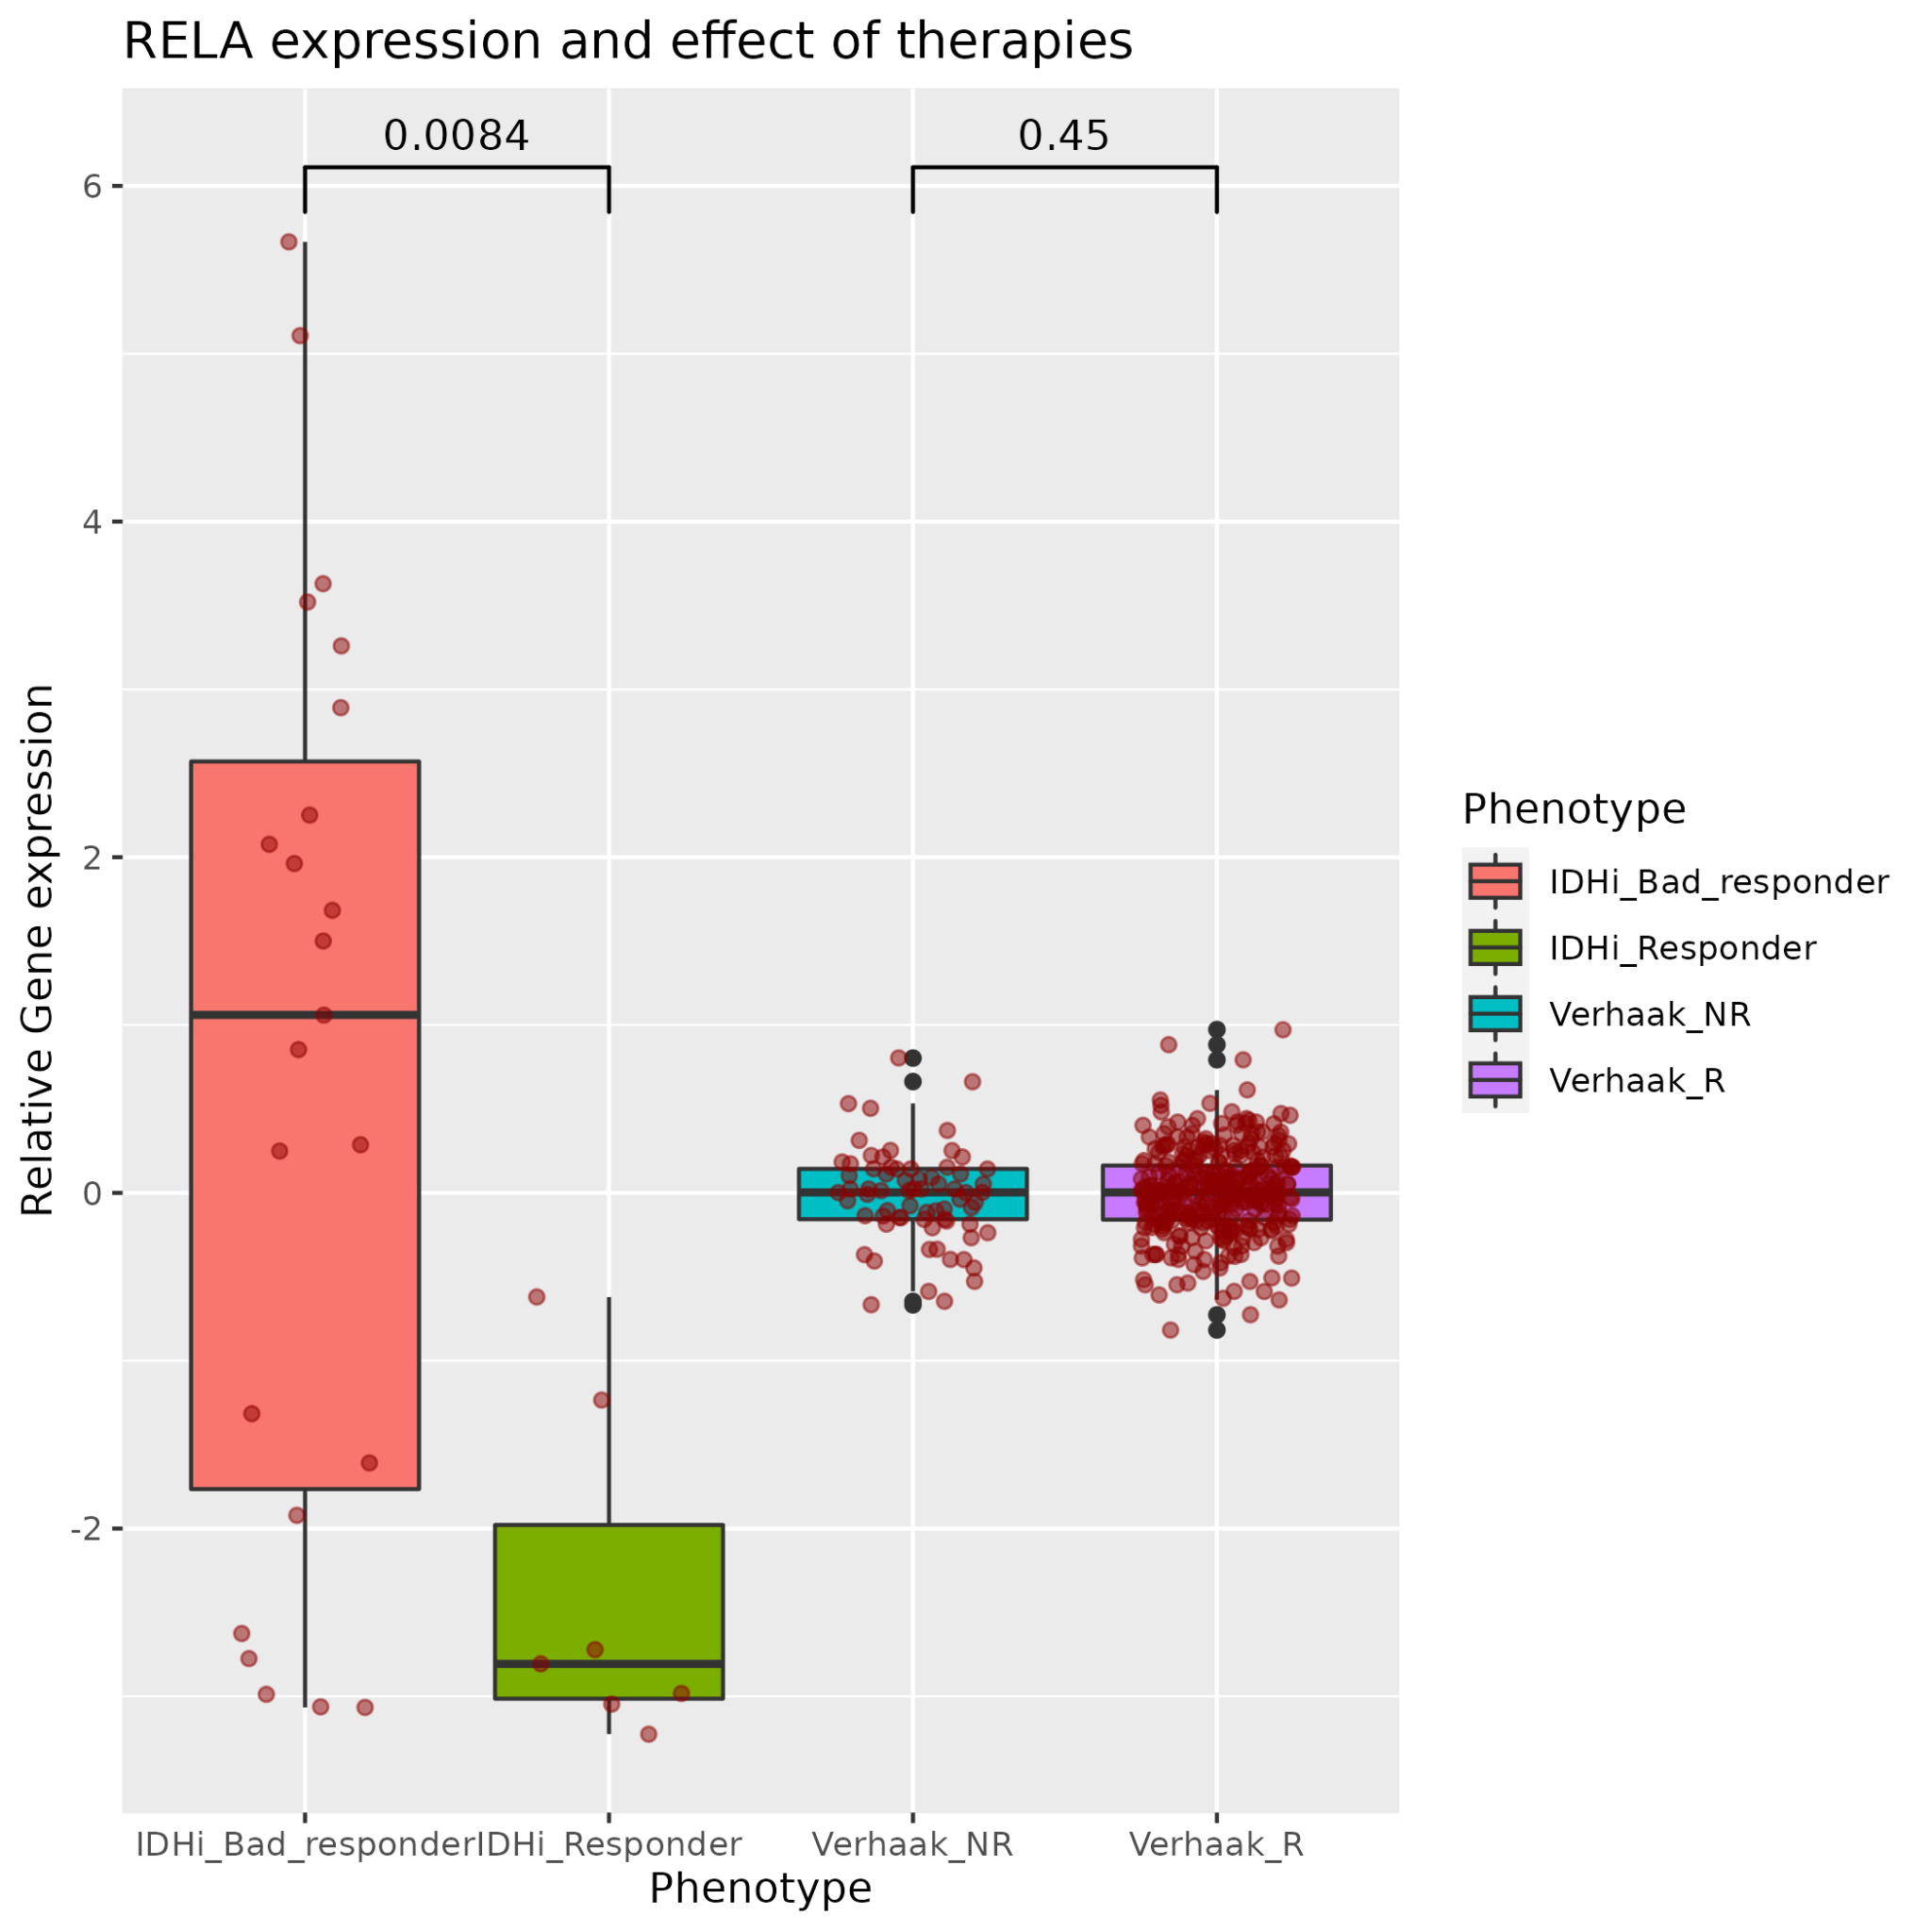 RELA expression and effect of therapies
0.0084
0.45
6
4
2
0
-2
Relative Gene expression
IDHi_Bad_responder
IDHi_Responder
Verhaak_NR
Verhaak_R
Phenotype
Phenotype
IDHi_Bad_responder
IDHi_Responder
Verhaak_NR
Verhaak_R